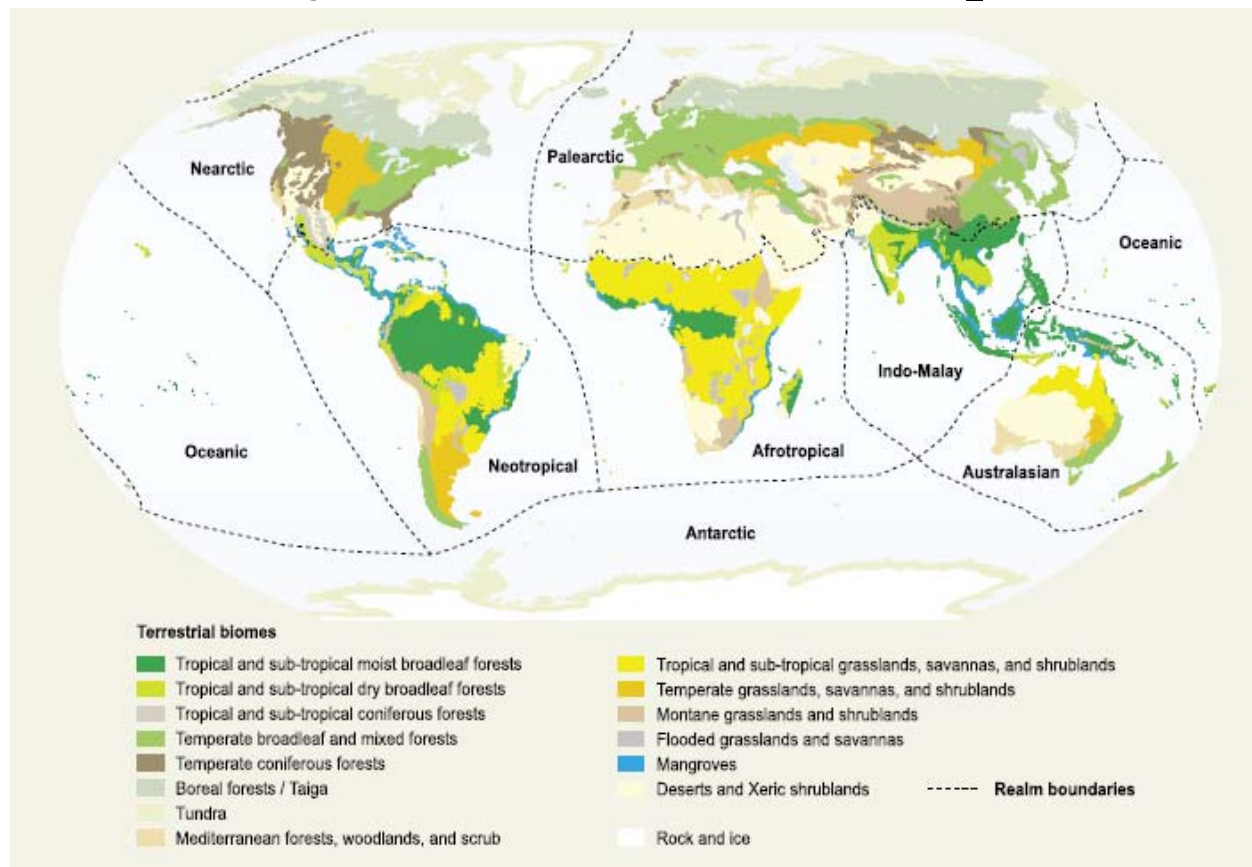 Nearctic
Palearctic
Oceanic
Indo-Malay
Oceanic
Neotropical
Afrotropical
Australasian
Antarctic
Terrestrial biomes
Tropical and sub-tropical moist broadleaf forests
Tropical and sub-tropical dry broadleaf forests
Tropical and sub-tropical coniferous forests
Temperate broadleaf and mixed forests
Temperate coniferous forests
Boreal forests / Taiga
Tundra
Mediterranean forests, woodlands, and scrub
Tropical and sub-tropical grasslands, savannas, and shrublands
Temperate grasslands, savannas, and shrublands
Montane grasslands and shrublands
Flooded grasslands and savannas
Mangroves
Deserts and Xeric shrublands
Realm boundaries
Rock and ice